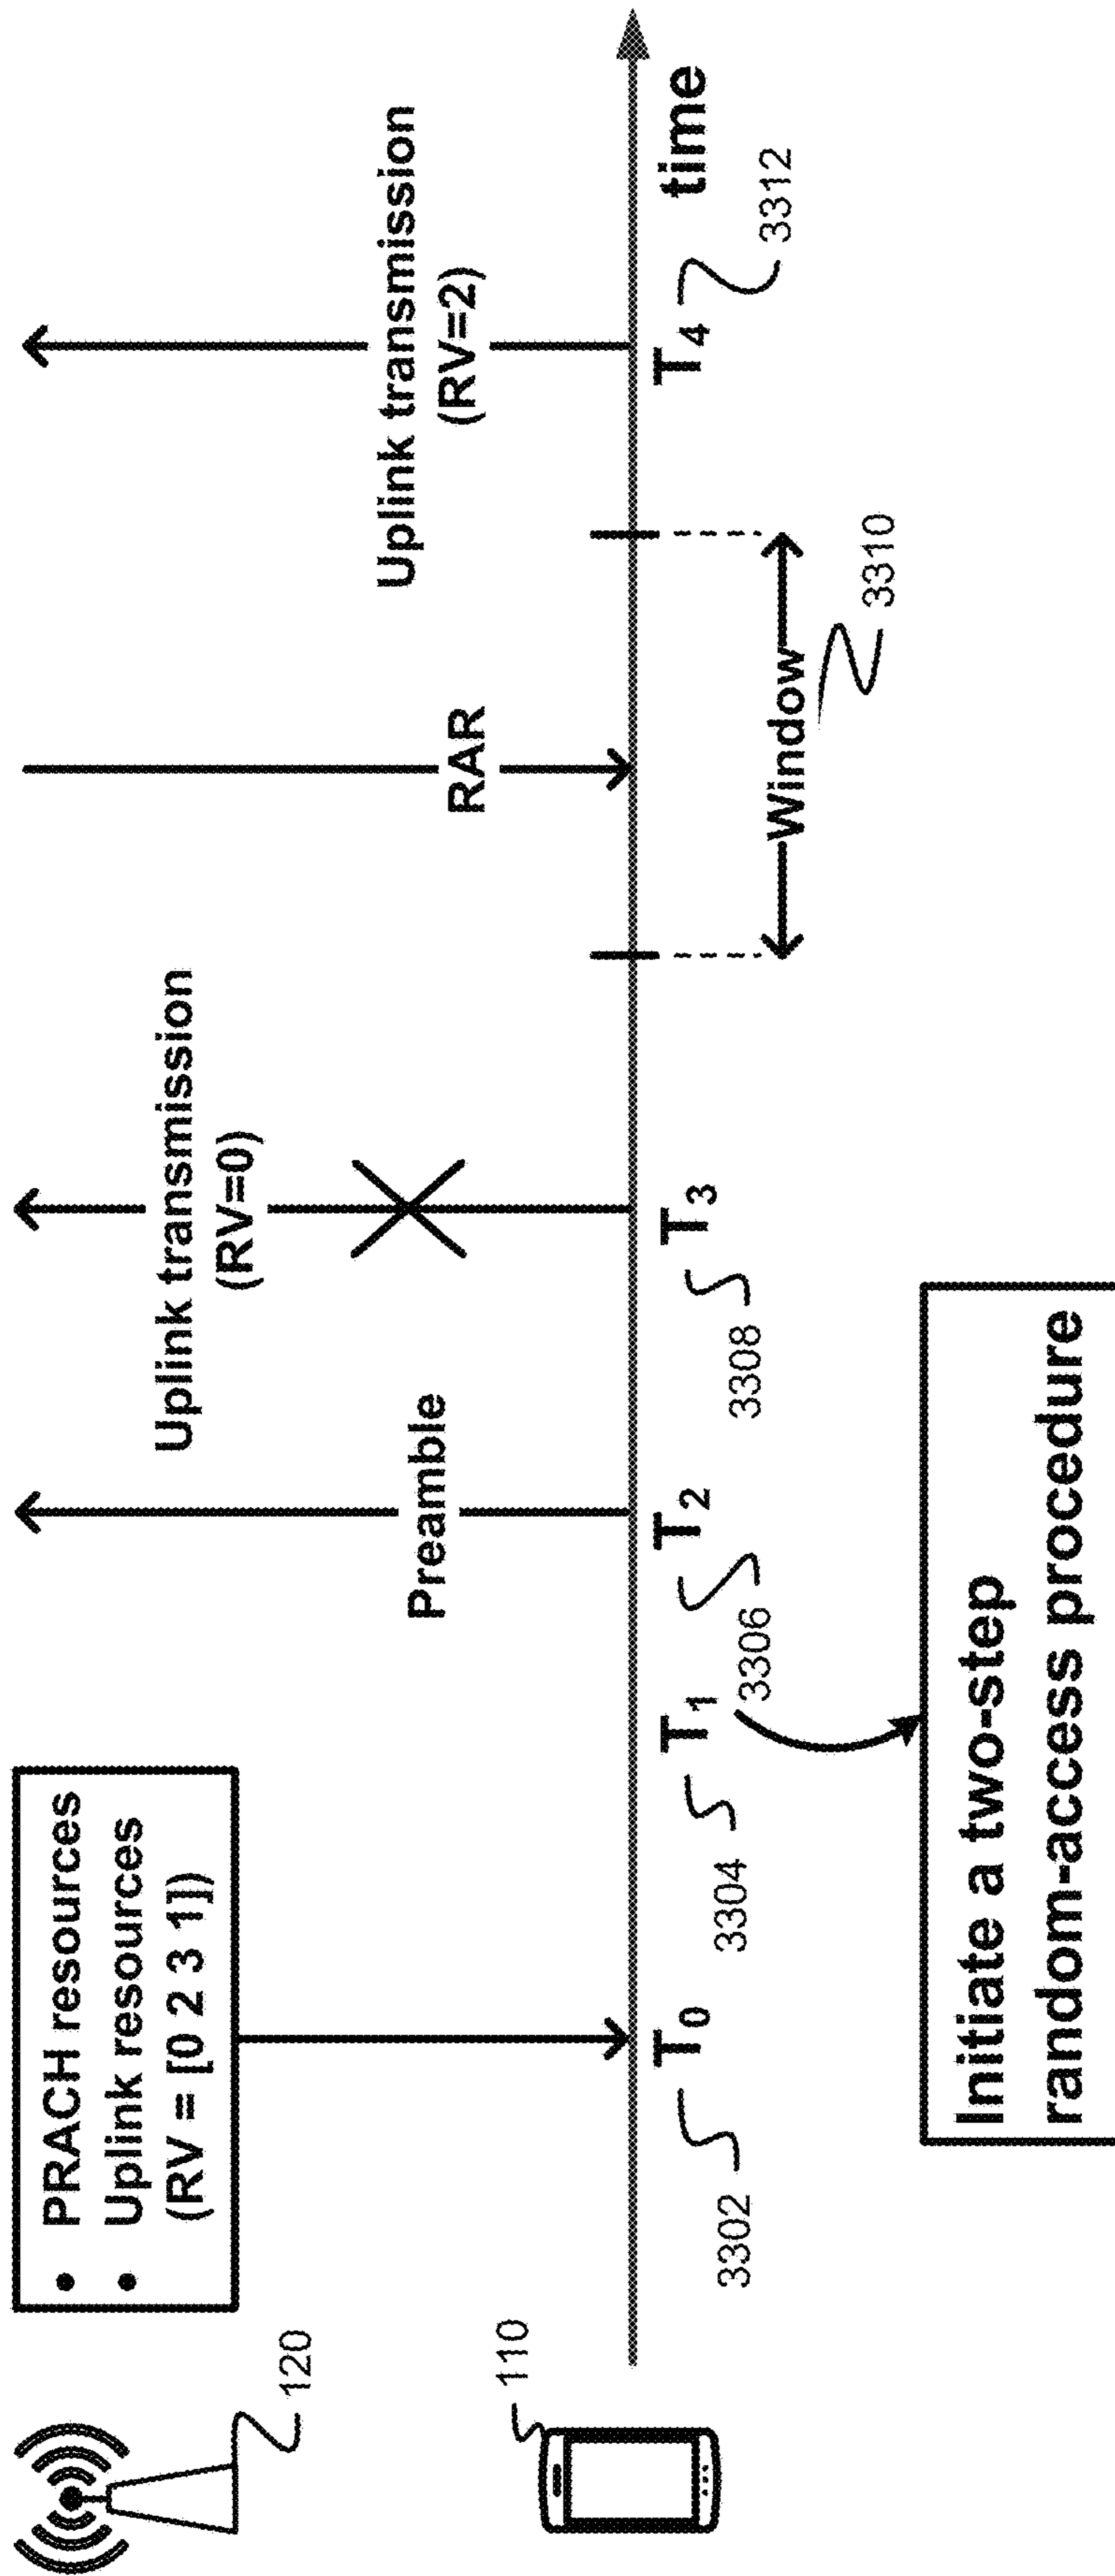 120
110
• PRACH resources
• Uplink resources
(RV = [0 2 3 1])
Preamble
Uplink transmission
(RV=0)
RAR
Uplink transmission
(RV=2)
T0
T1
T2
T3
T4
time
3302
3304
3306
3308
Window
3310
3312
Initiate a two-step
random-access procedure